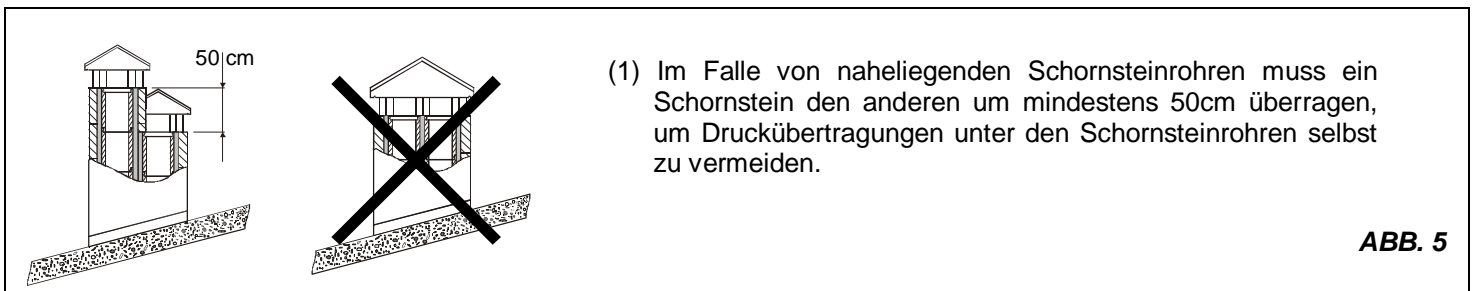 50 cm
(1) Im Falle von naheliegenden Schornsteinrohren muss ein
Schornstein den anderen um mindestens 50cm überragen,
um Druckübertragungen unter den Schornsteinrohren selbst
zu vermeiden.
ABB. 5